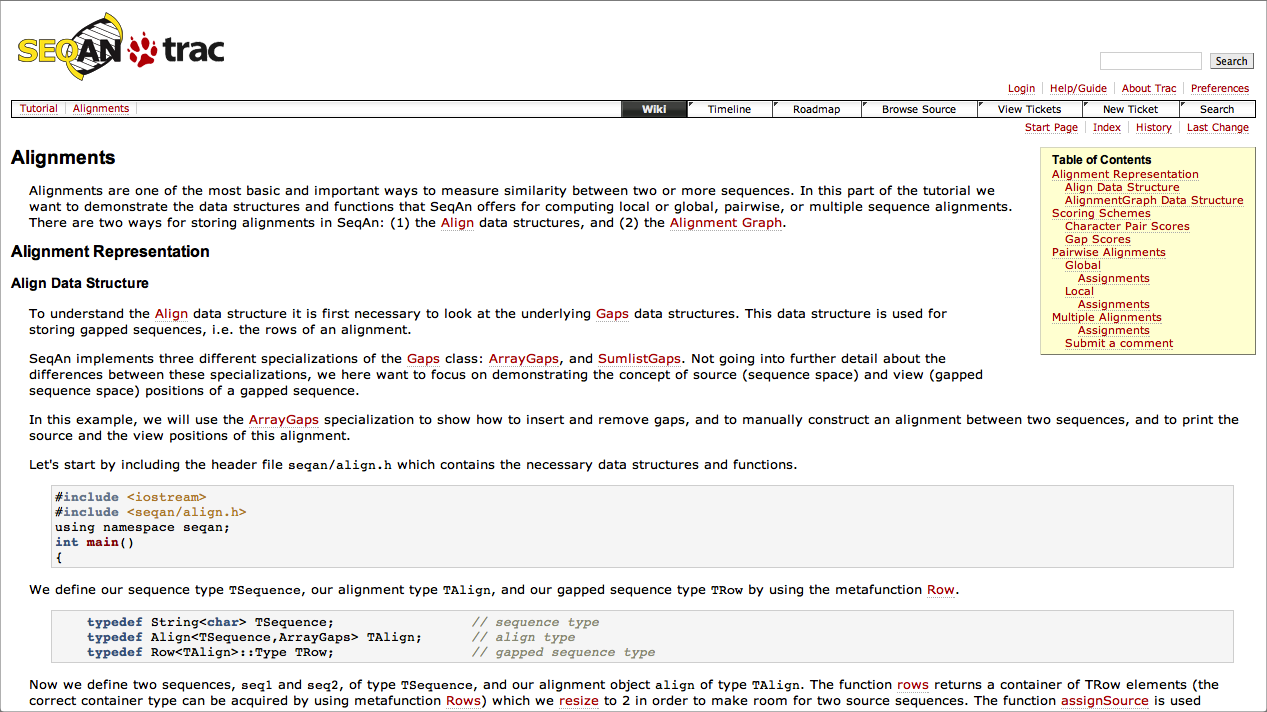 SEQAN trac
Search
Login Help/Guide About Trac Preferences
Tutorial Alignments Wiki Timeline Roadmap Browse Source View Tickets New Ticket Search
Start Page Index History Last Change
Alignments
Alignments are one of the most basic and important ways to measure similarity between two or more sequences. In this part of the tutorial we
want to demonstrate the data structures and functions that SeqAn offers for computing local or global, pairwise, or multiple sequence alignments.
There are two ways for storing alignments in SeqAn: (1) the Align data structures, and (2) the Alignment Graph.
Table of Contents
Alignment Representation
Align Data Structure
AlignmentGraph Data Structure
Scoring Schemes
Character Pair Scores
Gap Scores
Pairwise Alignments
Global
Assignments
Local
Assignments
Multiple Alignments
Assignments
Submit a comment
Alignment Representation
Align Data Structure
To understand the Align data structure it is first necessary to look at the underlying Gaps data structures. This data structure is used for
storing gapped sequences, i.e. the rows of an alignment.
SeqAn implements three different specializations of the Gaps class: ArrayGaps, and SumlistGaps. Not going into further detail about the
differences between these specializations, we here want to focus on demonstrating the concept of source (sequence space) and view (gapped
sequence space) positions of a gapped sequence.
In this example, we will use the ArrayGaps specialization to show how to insert and remove gaps, and to manually construct an alignment between two sequences, and to print the
source and the view positions of this alignment.
Let's start by including the header file seqan/align.h which contains the necessary data structures and functions.
#include <iostream>
#include <seqan/align.h>
using namespace seqan;
int main()
{
We define our sequence type TSequence, our alignment type TAlign, and our gapped sequence type TRow by using the metafunction Row.
typedef String<char> TSequence; // sequence type
typedef Align<TSequence,ArrayGaps> TAlign; // align type
typedef Row<TAlign>::Type TRow; // gapped sequence type
Now we define two sequences, seq1 and seq2, of type TSequence, and our alignment object align of type TAlign. The function rows returns a container of TRow elements (the
correct container type can be acquired by using metafunction Rows) which we resize to 2 in order to make room for two source sequences. The function assignSource is used